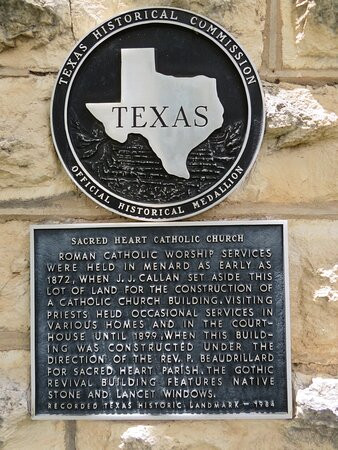 TEXAS HISTORICAL COMMISSION
TEXAS
OFFICIAL HISTORICAL MEDALLION
SACRED HEART CATHOLIC CHURCH
ROMAN CATHOLIC WORSHIP SERVICES
WERE HELD IN MENARD AS EARLY AS
1872, WHEN J. J. CALLAN SET ASIDE THIS
LOT OF LAND FOR THE CONSTRUCTION OF
A CATHOLIC CHURCH BUILDING. VISITING
PRIESTS HELD OCCASIONAL SERVICES IN
VARIOUS HOMES AND IN THE COURT-
HOUSE UNTIL 1899, WHEN THIS BUILD-
ING WAS CONSTRUCTED UNDER THE
DIRECTION OF THE REV. P. BEAUDRILLARD
FOR SACRED HEART PARISH. THE GOTHIC
REVIVAL BUILDING FEATURES NATIVE
STONE AND LANCET WINDOWS.
RECORDED TEXAS HISTORIC LANDMARK - 1984